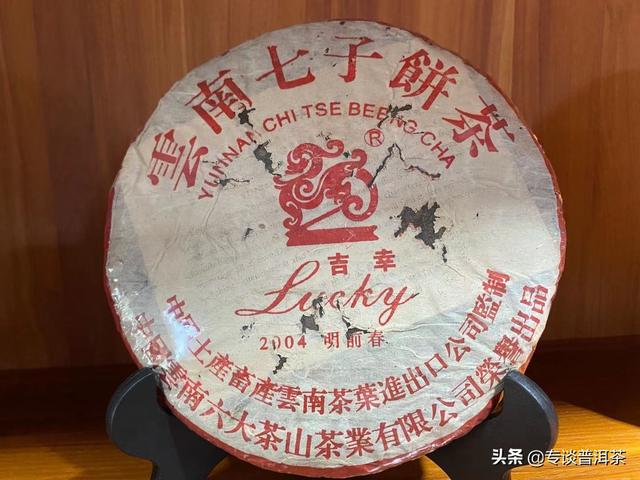 雲南七子餅茶
YUNNAN CHI TSE BEENG CHA
®
吉幸
Lucky
2004 明前春
中國土產畜產雲南茶葉進出口公司監制
中國雲南六大茶山茶業有限公司榮譽出品
头条 @专谈普洱茶